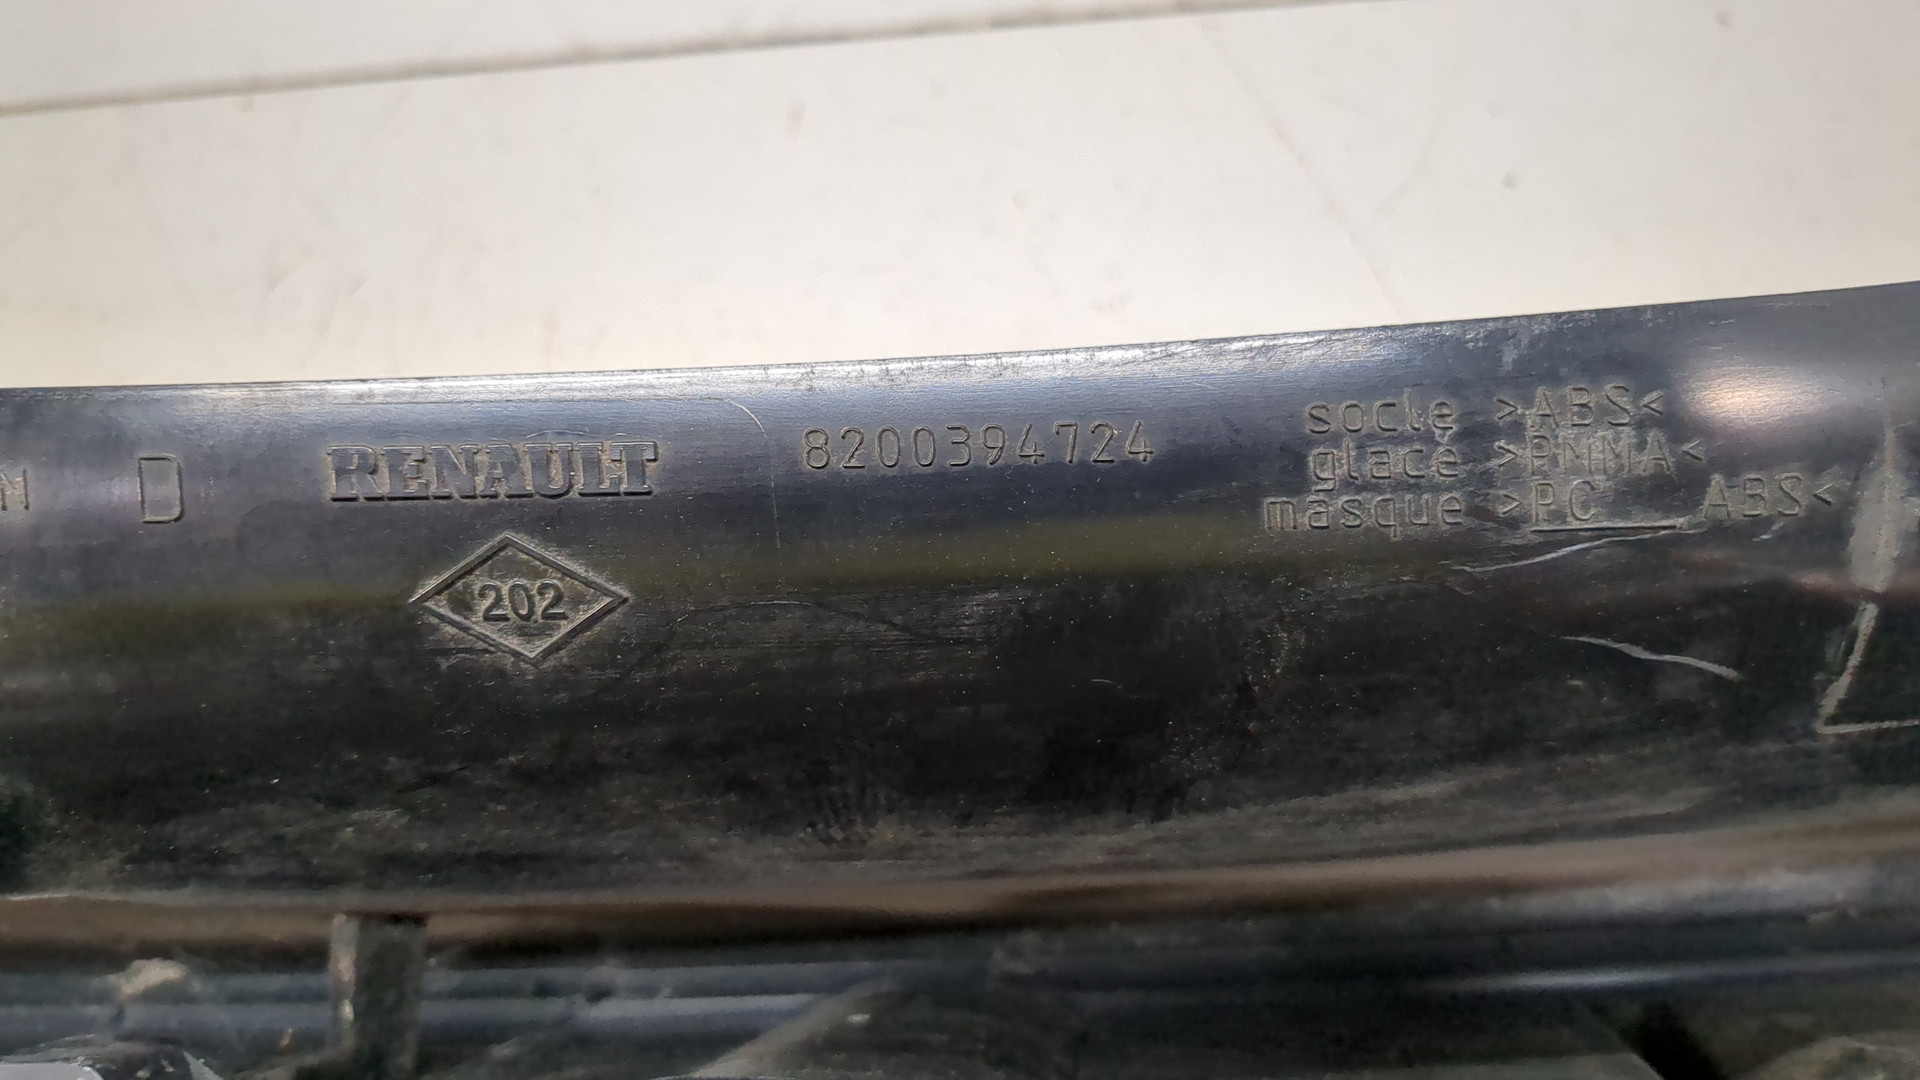 D
RENAULT
202
8200394724
socle >ABS<
glace >PMMA<
masque >PC ABS<